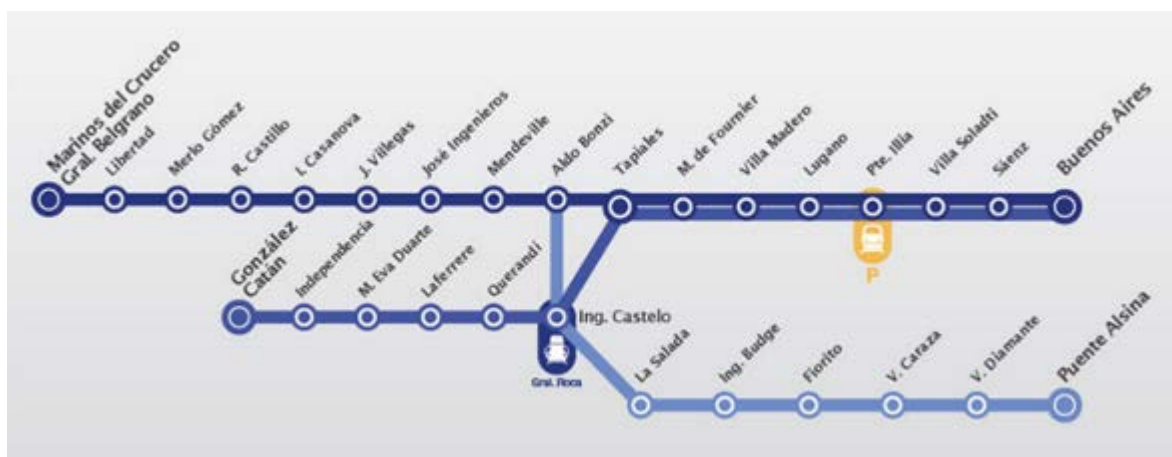 Marinos del Crucero
Gral. Belgrano
Libertad
Merlo Gómez
R. Castillo
I. Casanova
J. Villegas
José Ingenieros
Mendeville
Aldo Bonzi
Tapiales
M. de Fournier
Villa Madero
Lugano
Pte. Illia
Villa Soladti
Sáenz
Buenos Aires
P
González
Catán
Independencia
M. Eva Duarte
Laferrere
Querandí
Ing. Castelo
Gral. Roca
La Salada
Ing. Budge
Fiorito
V. Caraza
V. Diamante
Puente Alsina